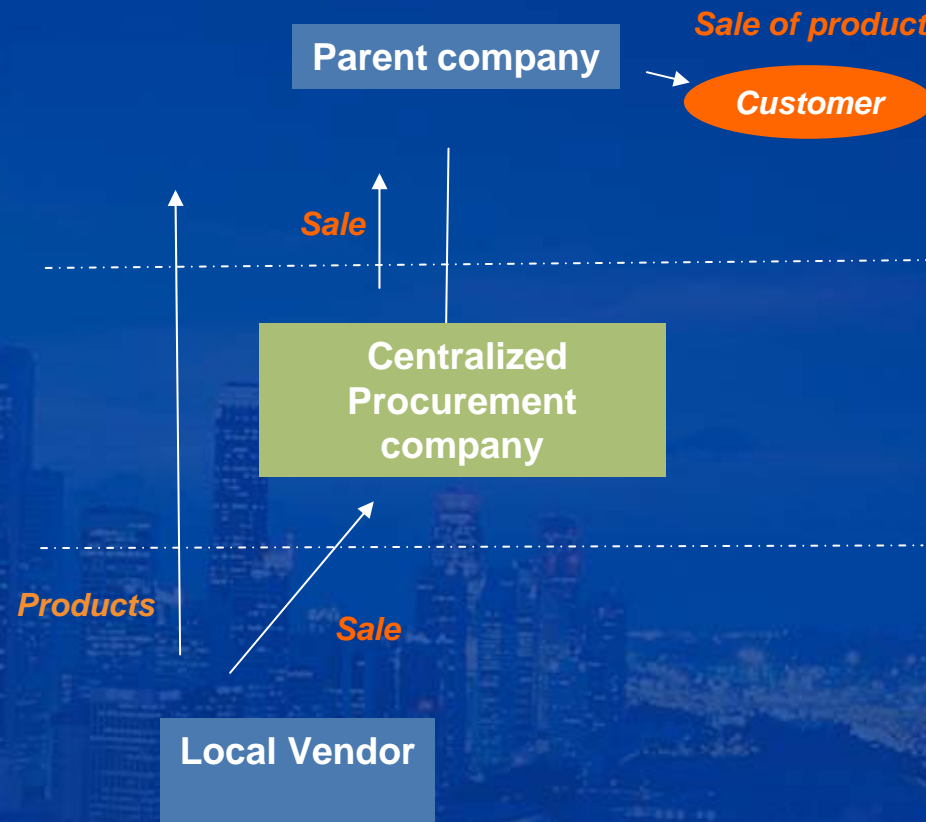 Sale of product
Parent company
Customer
Sale
Centralized
Procurement
company
Products
Sale
Local Vendor